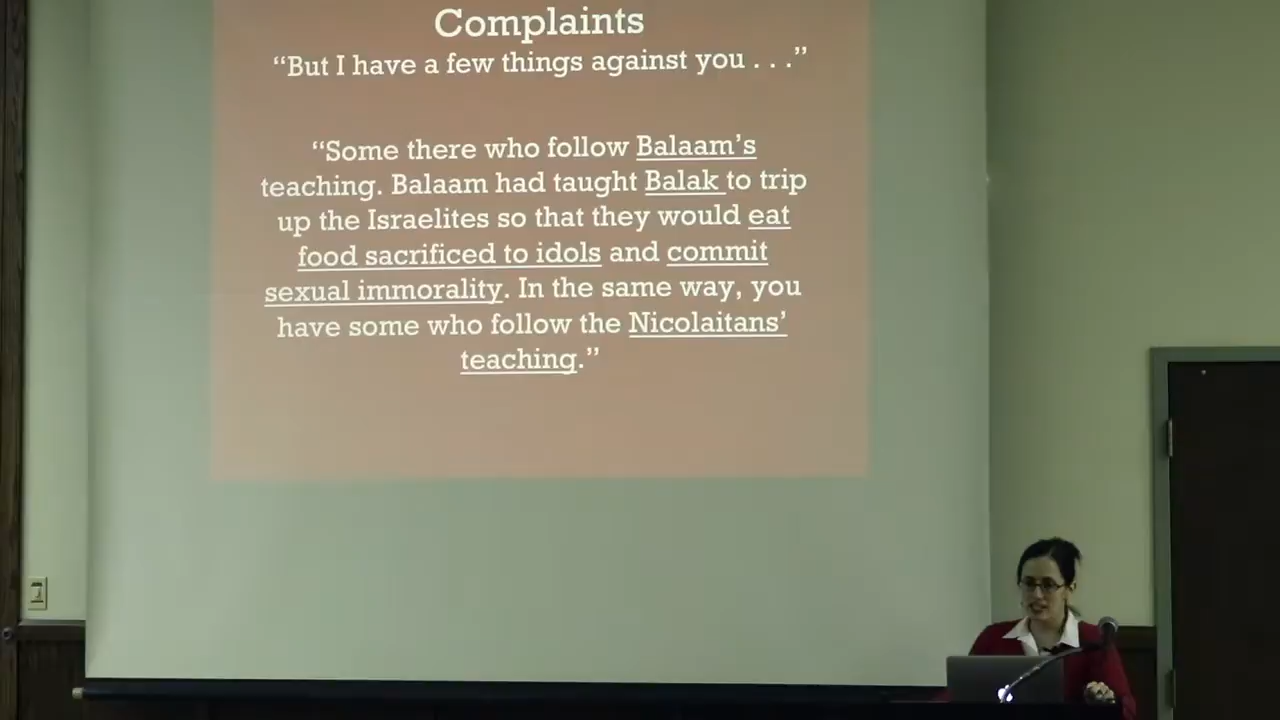 Complaints
“But I have a few things against you . . .”
“Some there who follow Balaam’s
teaching. Balaam had taught Balak to trip
up the Israelites so that they would eat
food sacrificed to idols and commit
sexual immorality. In the same way, you
have some who follow the Nicolaitans’
teaching.”